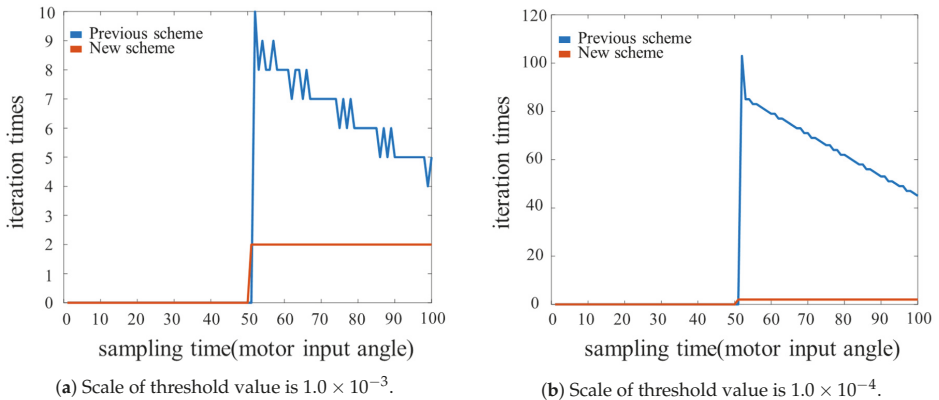 10
9
8
7
6
5
4
3
2
1
0
iteration times
Previous scheme
New scheme
0 10 20 30 40 50 60 70 80 90 100
sampling time(motor input angle)
(a) Scale of threshold value is 1.0 × 10⁻³.
120
100
80
60
40
20
0
iteration times
Previous scheme
New scheme
0 10 20 30 40 50 60 70 80 90 100
sampling time(motor input angle)
(b) Scale of threshold value is 1.0 × 10⁻⁴.